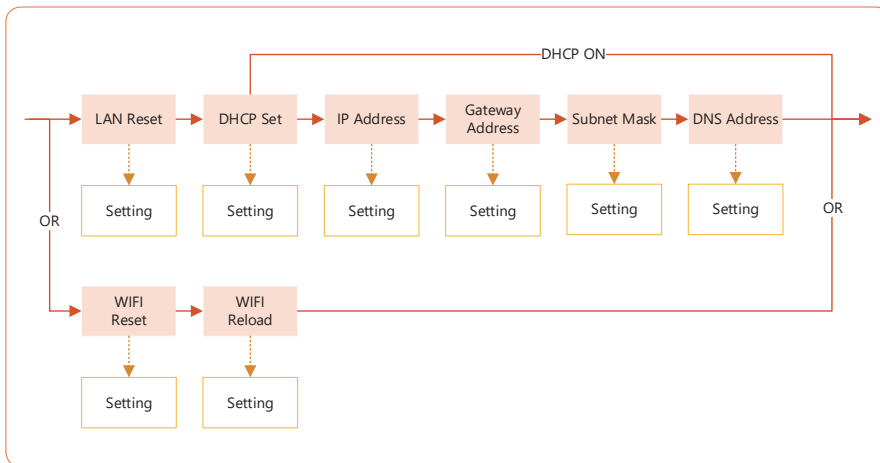 DHCP ON
LAN Reset
DHCP Set
IP Address
Gateway
Address
Subnet Mask
DNS Address
Setting
Setting
Setting
Setting
Setting
Setting
OR
OR
WIFI
Reset
WIFI
Reload
Setting
Setting